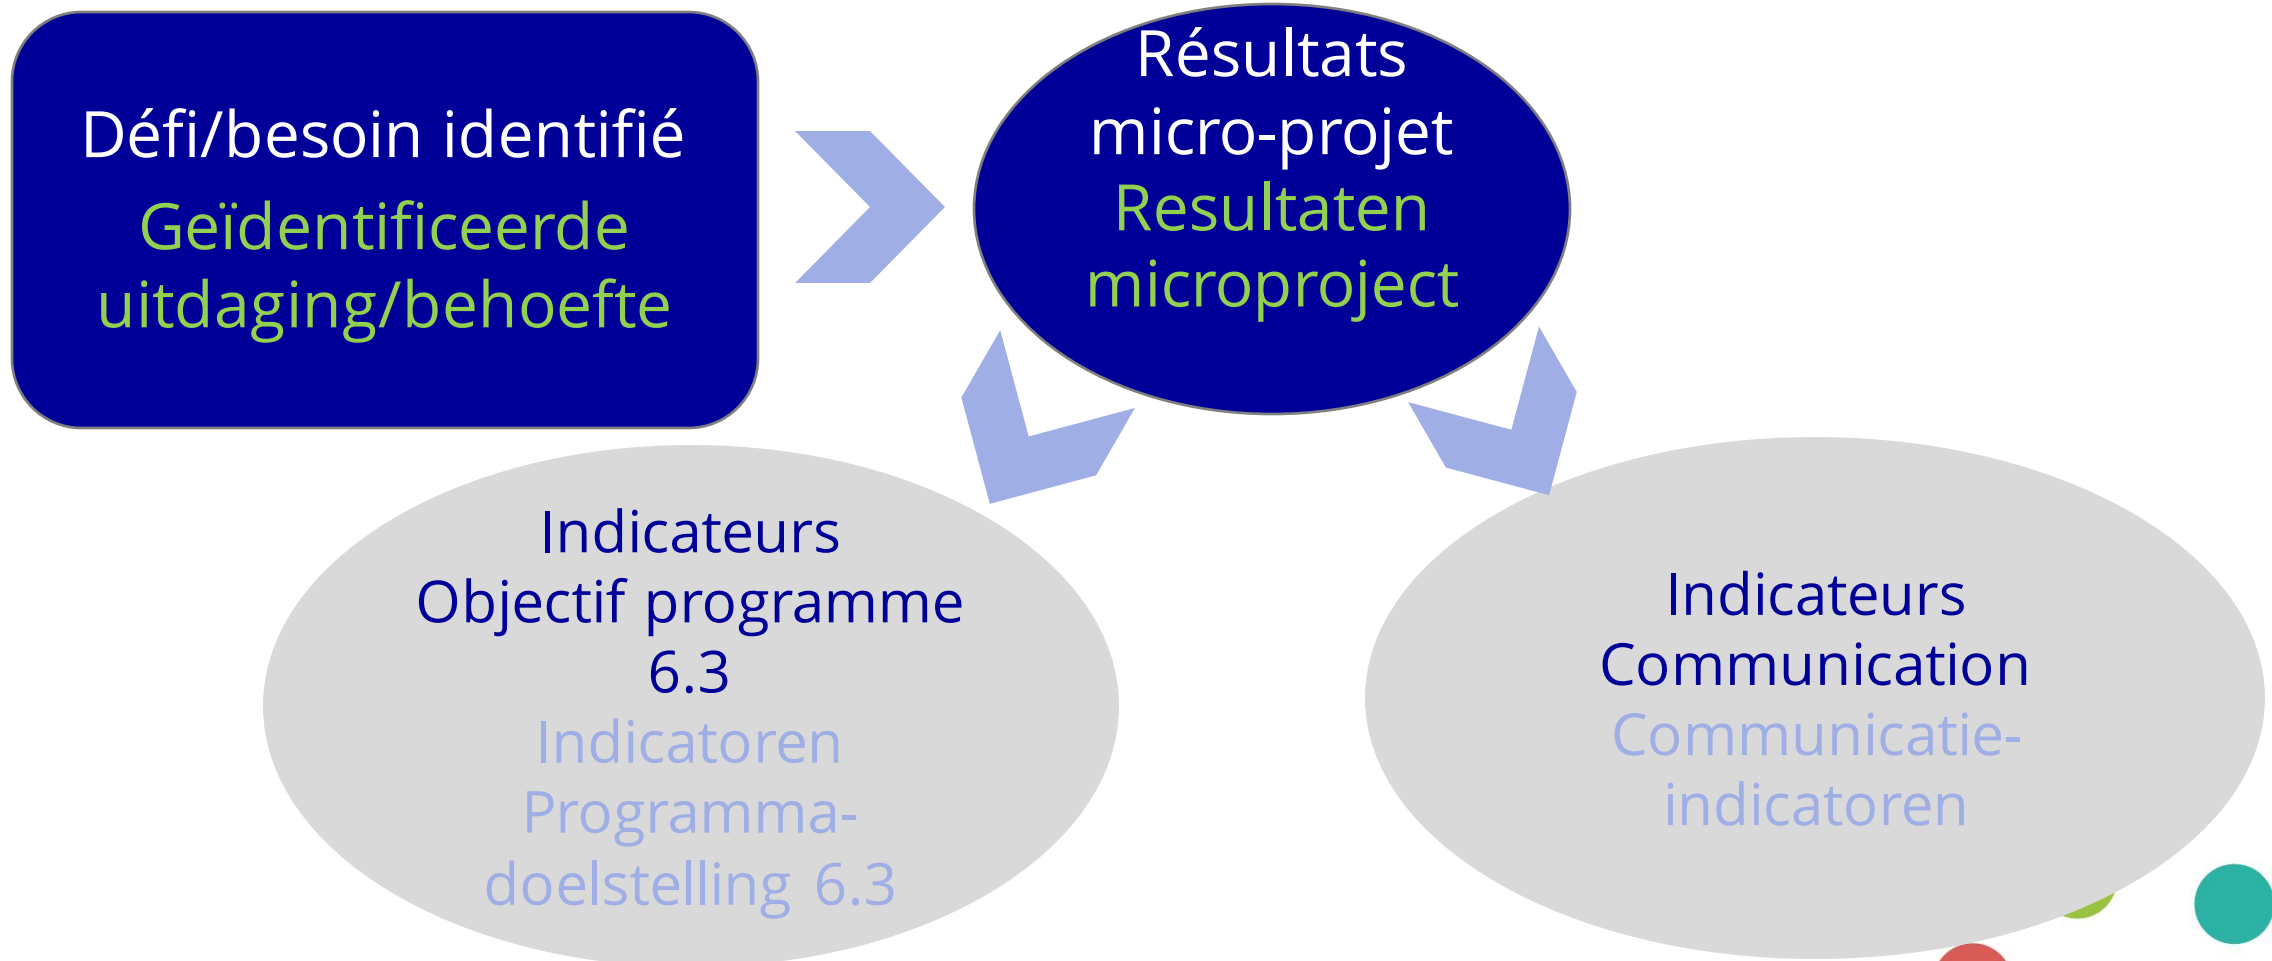 Défi/besoin identifié
Geïdentificeerde
uitdaging/behoefte
Résultats
micro-projet
Resultaten
microproject
Indicateurs
Objectif programme
6.3
Indicatoren
Programma-
doelstelling 6.3
Indicateurs
Communication
Communicatie-
indicatoren